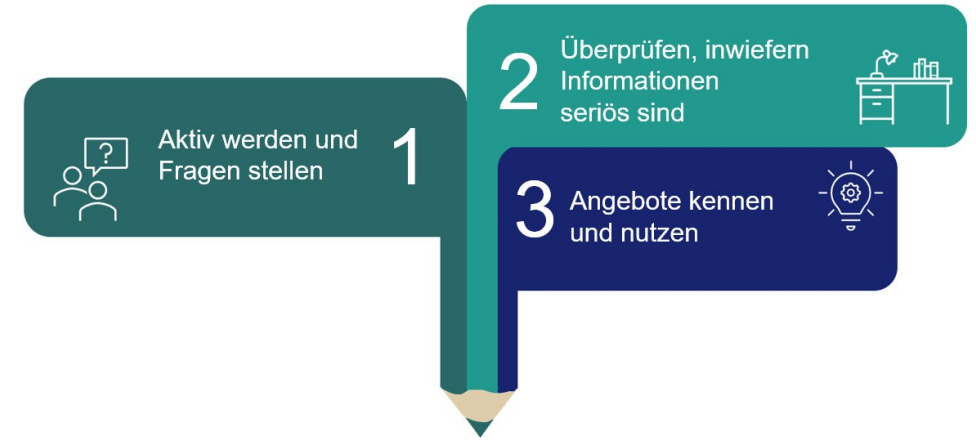 Aktiv werden und
Fragen stellen
1
?
2
Überprüfen, inwiefern
Informationen
seriös sind
3
Angebote kennen
und nutzen